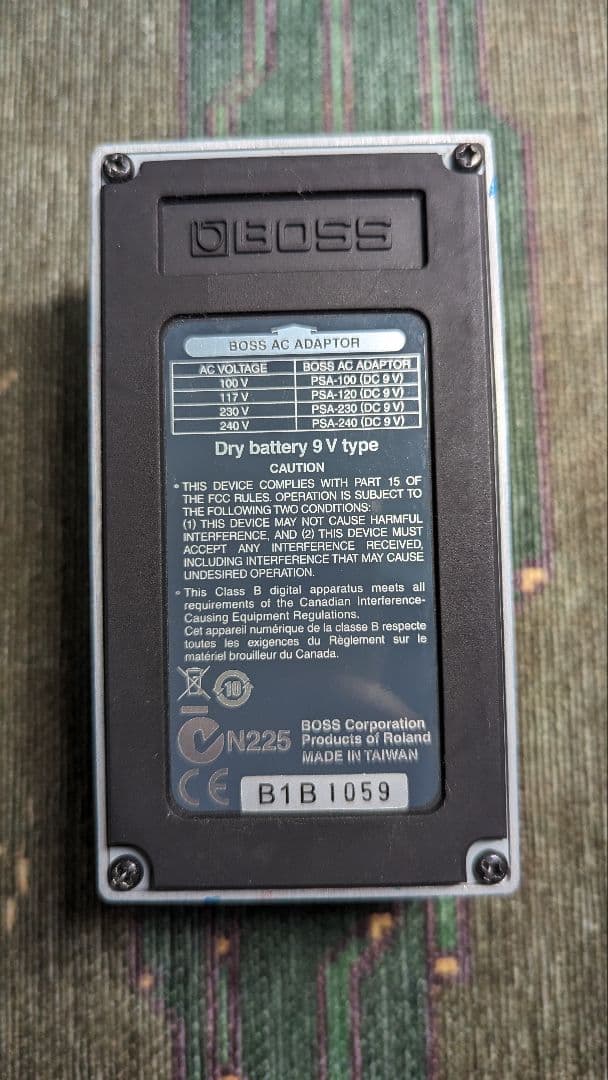 BOSS
BOSS AC ADAPTOR
AC VOLTAGE BOSS AC ADAPTOR
100 V PSA-100 (DC 9 V)
117 V PSA-120 (DC 9 V)
230 V PSA-230 (DC 9 V)
240 V PSA-240 (DC 9 V)
Dry battery 9 V type
CAUTION
• THIS DEVICE COMPLIES WITH PART 15 OF
THE FCC RULES. OPERATION IS SUBJECT TO
THE FOLLOWING TWO CONDITIONS:
(1) THIS DEVICE MAY NOT CAUSE HARMFUL
INTERFERENCE, AND (2) THIS DEVICE MUST
ACCEPT ANY INTERFERENCE RECEIVED,
INCLUDING INTERFERENCE THAT MAY CAUSE
UNDESIRED OPERATION.
• This Class B digital apparatus meets all
requirements of the Canadian Interference-
Causing Equipment Regulations.
Cet appareil numérique de la classe B respecte
toutes les exigences du Règlement sur le
matériel brouilleur du Canada.
10
N225
BOSS Corporation
Products of Roland
MADE IN TAIWAN
CE
B1B1059